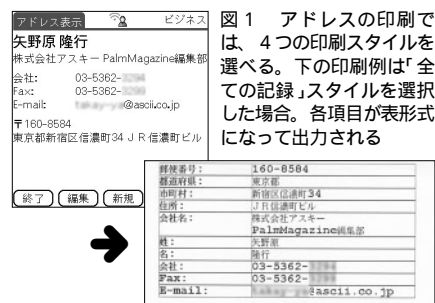 アドレス表示
ビジネス
矢野原 隆行
株式会社アスキー PalmMagazine編集部
会社: 03-5362-
Fax: 03-5362-
E-mail: @ascii.co.jp
〒160-8584
東京都新宿区信濃町34 ＪＲ信濃町ビル
終了 編集 新規
図1 アドレスの印刷で
は、4つの印刷スタイルを
選べる。下の印刷例は「全
ての記録」スタイルを選択
した場合。各項目が表形式
になって出力される
郵便番号: 160-8584
都道府県: 東京都
市町村: 新宿区信濃町34
住所: ＪＲ信濃町ビル
会社名: 株式会社アスキー
PalmMagazine編集部
姓: 矢野原
名: 隆行
会社: 03-5362-
Fax: 03-5362-
E-mail: @ascii.co.jp